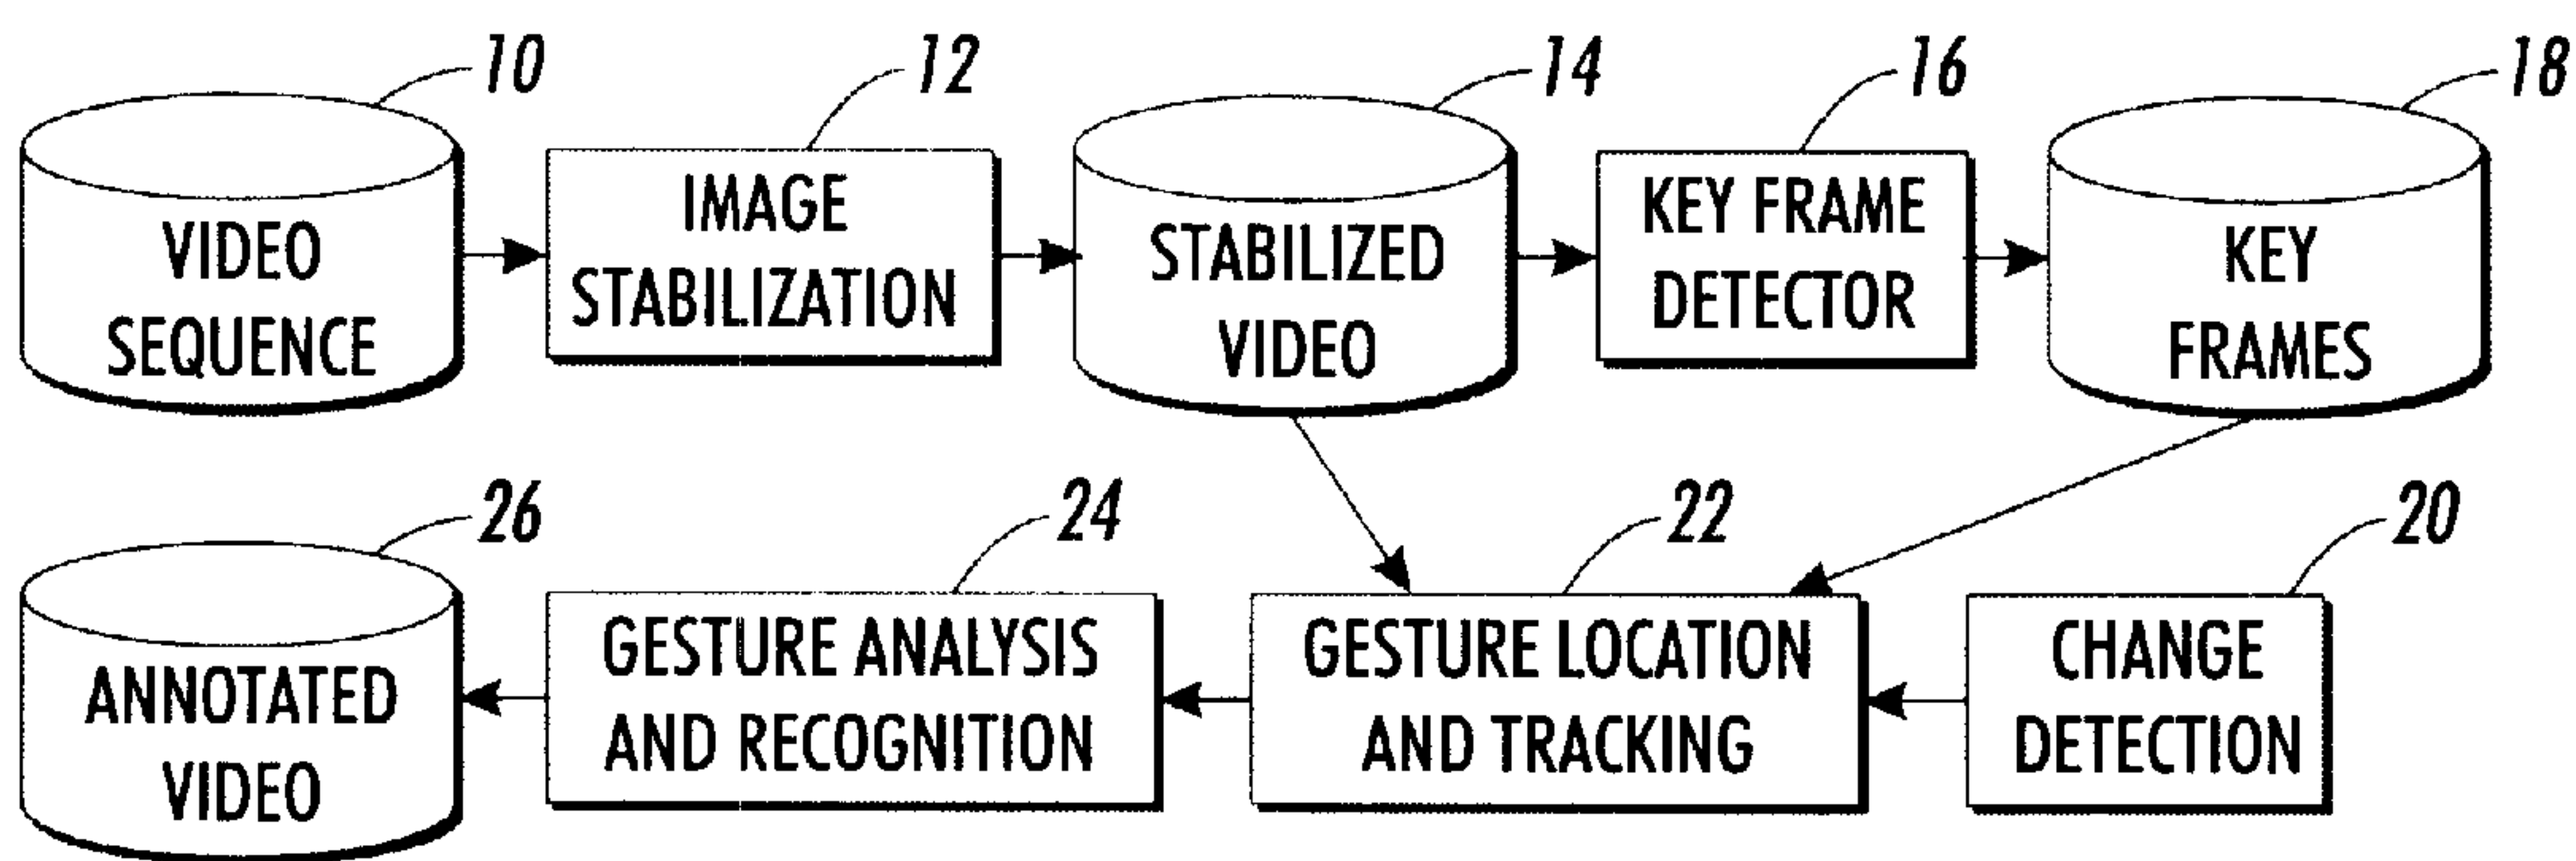 10
12
14
16
18
VIDEO
SEQUENCE
IMAGE
STABILIZATION
STABILIZED
VIDEO
KEY FRAME
DETECTOR
KEY
FRAMES
26
24
22
20
ANNOTATED
VIDEO
GESTURE ANALYSIS
AND RECOGNITION
GESTURE LOCATION
AND TRACKING
CHANGE
DETECTION